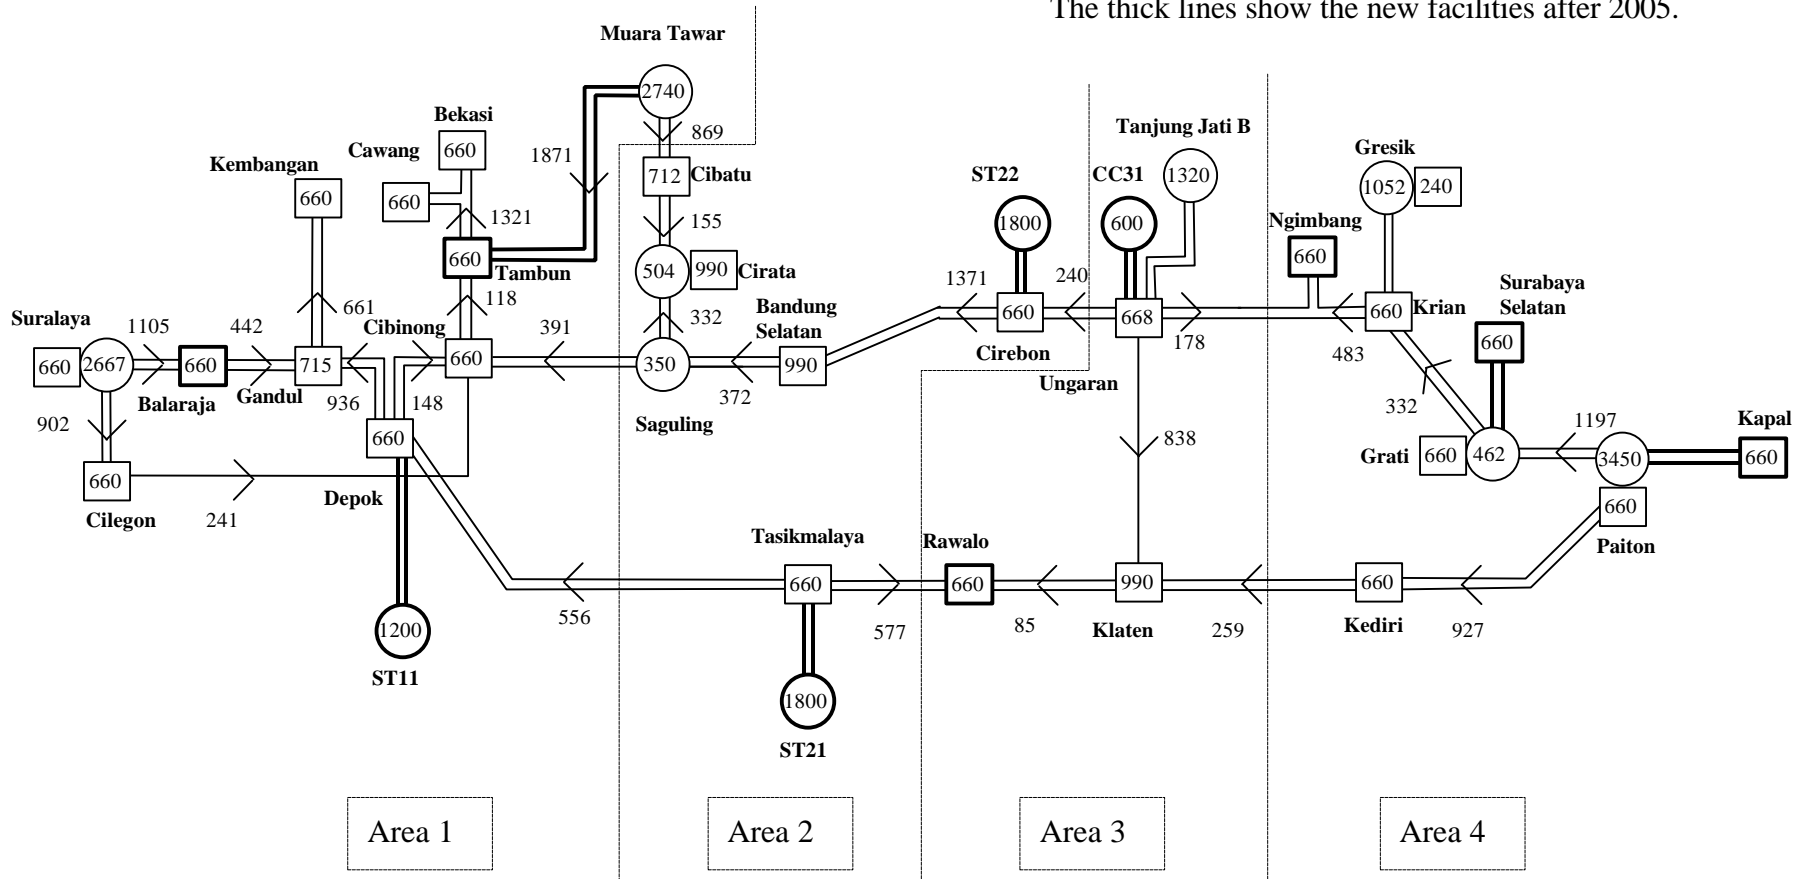 The thick lines show the new facilities after 2005.
Muara Tawar
2740
869
1871
Bekasi
660
Cawang
660
Kembangan
660
1321
712
Cibatu
155
504
990
Cirata
660
Tambun
118
332
661
Suralaya
660
2667
1105
660
Balaraja
442
Gandul
715
Cibinong
660
391
350
Saguling
372
Bandung
Selatan
990
936
148
660
Depok
902
660
Cilegon
241
1200
ST11
556
Tasikmalaya
660
1800
ST21
577
Rawalo
660
85
990
Klaten
259
660
Kediri
927
ST22
1800
1371
660
Cirebon
240
CC31
600
Tanjung Jati B
1320
668
Ungaran
178
838
Ngimbang
660
Gresik
1052
240
660
Krian
483
332
Surabaya
Selatan
660
Grati
660
462
1197
3450
660
Paiton
Kapal
660
Area 1
Area 2
Area 3
Area 4